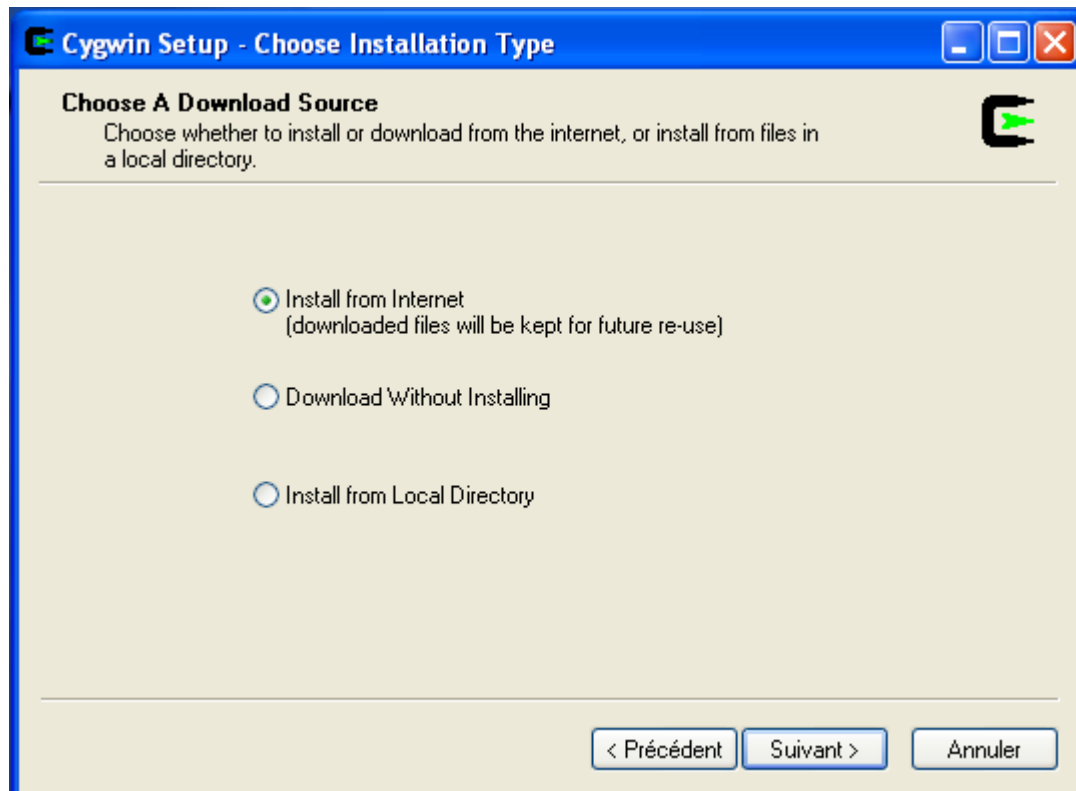 Cygwin Setup - Choose Installation Type
Choose A Download Source
Choose whether to install or download from the internet, or install from files in
a local directory.
Install from Internet
(downloaded files will be kept for future re-use)
Download Without Installing
Install from Local Directory
< Précédent
Suivant >
Annuler